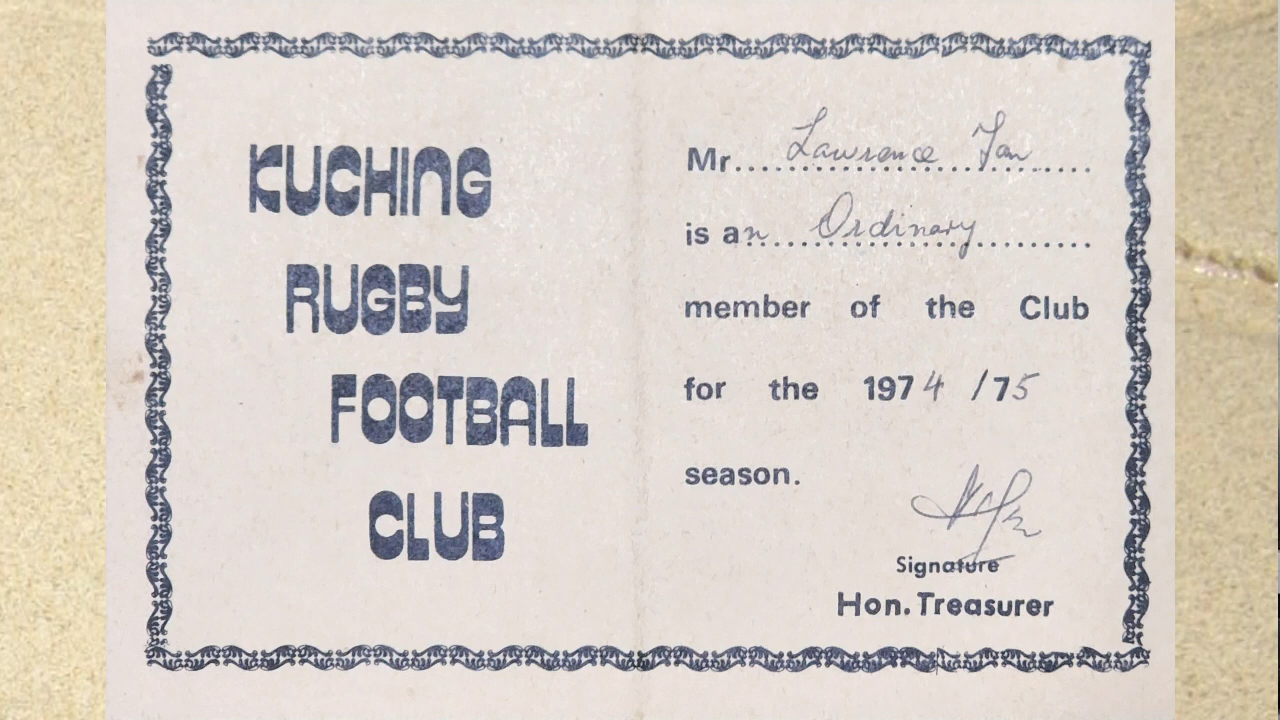 KUCHING
RUGBY
FOOTBALL
CLUB
Mr. Lawrence Tan
is an Ordinary
member of the Club
for the 1974 /75
season.
Signature
Hon. Treasurer